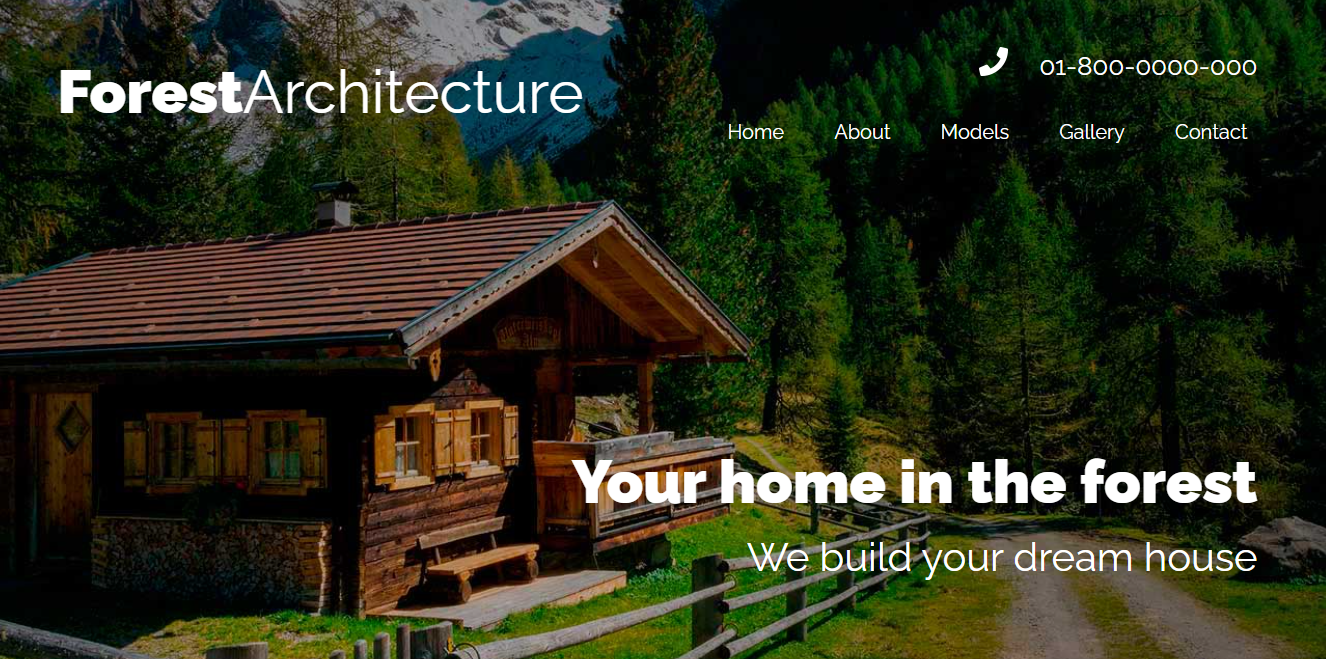 ForestArchitecture
01-800-0000-000
Home About Models Gallery Contact
Your home in the forest
We build your dream house